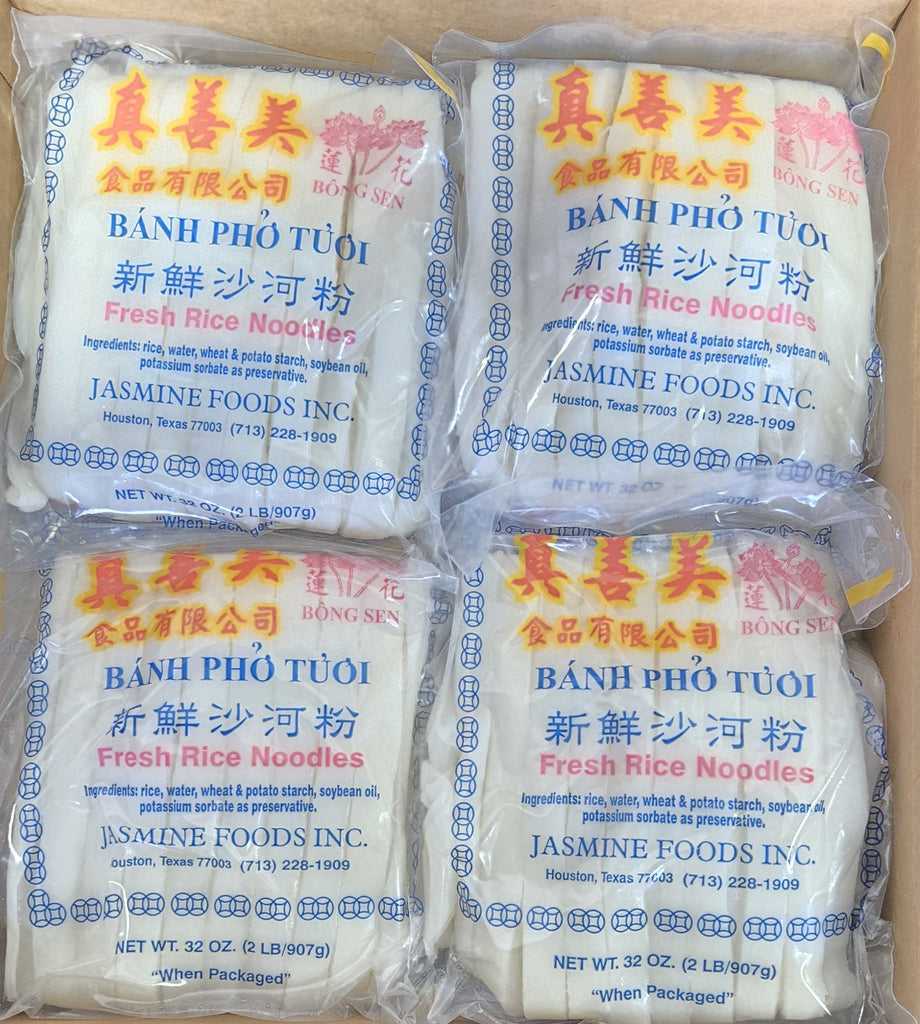 真善美
蓮花
食品有限公司
BÔNG SEN
BÁNH PHỞ TƯƠI
新鮮沙河粉
Fresh Rice Noodles
Ingredients: rice, water, wheat & potato starch, soybean oil,
potassium sorbate as preservative.
JASMINE FOODS INC.
Houston, Texas 77003 (713) 228-1909
NET WT. 32 OZ. (2 LB/907g)
"When Packaged"
真善美
蓮花
食品有限公司
BÔNG SEN
BÁNH PHỞ TƯƠI
新鮮沙河粉
Fresh Rice Noodles
Ingredients: rice, water, wheat & potato starch, soybean oil,
potassium sorbate as preservative.
JASMINE FOODS INC.
Houston, Texas 77003 (713) 228-1909
NET WT. 32 OZ. /907g)
真善美
蓮花
食品有限公司
BÔNG SEN
BÁNH PHỞ TƯƠI
新鮮沙河粉
Fresh Rice Noodles
Ingredients: rice, water, wheat & potato starch, soybean oil,
potassium sorbate as preservative.
JASMINE FOODS INC.
ouston, Texas 77003 (713) 228-1909
NET WT. 32 OZ. (2 LB/907g)
"When Packaged"
真善美
蓮花
食品有限公司
BÔNG SEN
BÁNH PHỞ TƯƠI
新鮮沙河粉
Fresh Rice Noodles
Ingredients: rice, water, wheat & potato starch, soybean oil,
potassium sorbate as preservative.
JASMINE FOODS INC.
Houston, Texas 77003 (713) 228-1909
NET WT. 32 OZ. (2 LB/907g)
"When Packaged"